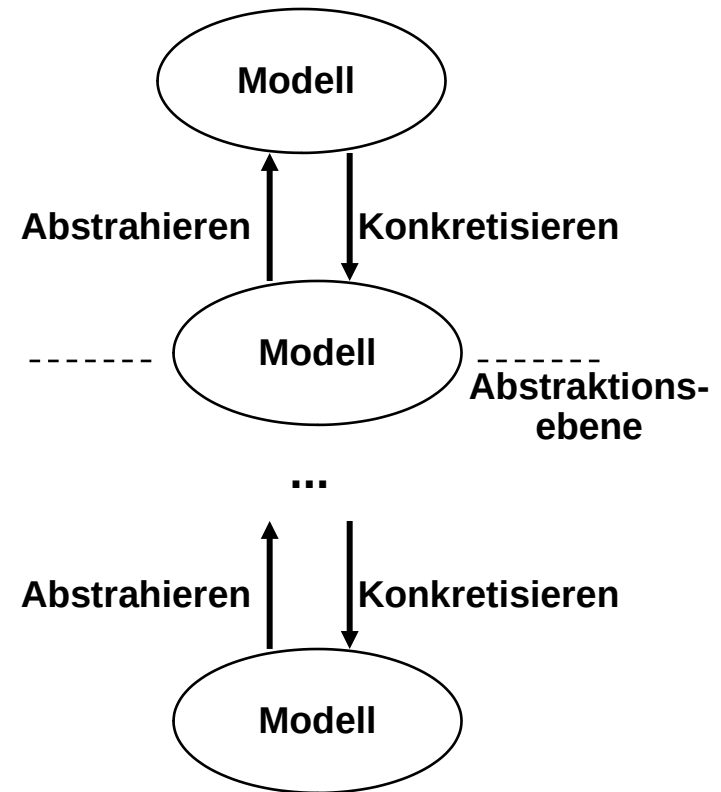 Modell
Abstrahieren
Konkretisieren
Modell
Abstraktions-
ebene
...
Abstrahieren
Konkretisieren
Modell